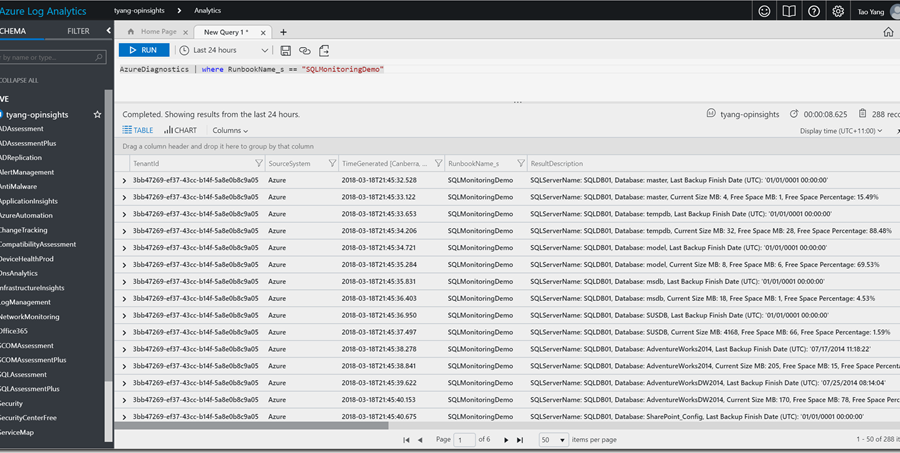 Azure Log Analytics
tyang-opinsights > Analytics
Tao Yang
SCHEMA FILTER
by name or type...
COLLAPSE ALL
tyang-opinsights
ADAssessment
ADAssessmentPlus
ADReplication
AlertManagement
AntiMalware
ApplicationInsights
AzureAutomation
ChangeTracking
CompatibilityAssessment
DeviceHealthProd
DnsAnalytics
InfrastructureInsights
LogManagement
NetworkMonitoring
Office365
SCOMAssessment
SCOMAssessmentPlus
SQLAssessment
SQLAssessmentPlus
Security
SecurityCenterFree
ServiceMap
Home Page × New Query 1 * × +
RUN Last 24 hours
AzureDiagnostics | where RunbookName_s == "SQLMonitoringDemo"
Completed. Showing results from the last 24 hours.
tyang-opinsights 00:00:08.625 288 reco
TABLE CHART Columns
Display time (UTC+11:00)
Drag a column header and drop it here to group by that column
TenantId SourceSystem TimeGenerated [Canberra, ... RunbookName_s ResultDescription
3bb47269-ef37-43cc-b14f-5a8e0b8c9a05 Azure 2018-03-18T21:45:32.528 SQLMonitoringDemo SQLServerName: SQLDB01, Database: master, Last Backup Finish Date (UTC): '01/01/0001 00:00:00'
3bb47269-ef37-43cc-b14f-5a8e0b8c9a05 Azure 2018-03-18T21:45:33.122 SQLMonitoringDemo SQLServerName: SQLDB01, Database: master, Current Size MB: 4, Free Space MB: 1, Free Space Percentage: 15.49%
3bb47269-ef37-43cc-b14f-5a8e0b8c9a05 Azure 2018-03-18T21:45:33.653 SQLMonitoringDemo SQLServerName: SQLDB01, Database: tempdb, Last Backup Finish Date (UTC): '01/01/0001 00:00:00'
3bb47269-ef37-43cc-b14f-5a8e0b8c9a05 Azure 2018-03-18T21:45:34.206 SQLMonitoringDemo SQLServerName: SQLDB01, Database: tempdb, Current Size MB: 32, Free Space MB: 28, Free Space Percentage: 88.48%
3bb47269-ef37-43cc-b14f-5a8e0b8c9a05 Azure 2018-03-18T21:45:34.721 SQLMonitoringDemo SQLServerName: SQLDB01, Database: model, Last Backup Finish Date (UTC): '01/01/0001 00:00:00'
3bb47269-ef37-43cc-b14f-5a8e0b8c9a05 Azure 2018-03-18T21:45:35.284 SQLMonitoringDemo SQLServerName: SQLDB01, Database: model, Current Size MB: 8, Free Space MB: 6, Free Space Percentage: 69.53%
3bb47269-ef37-43cc-b14f-5a8e0b8c9a05 Azure 2018-03-18T21:45:35.831 SQLMonitoringDemo SQLServerName: SQLDB01, Database: msdb, Last Backup Finish Date (UTC): '01/01/0001 00:00:00'
3bb47269-ef37-43cc-b14f-5a8e0b8c9a05 Azure 2018-03-18T21:45:36.403 SQLMonitoringDemo SQLServerName: SQLDB01, Database: msdb, Current Size MB: 18, Free Space MB: 1, Free Space Percentage: 4.53%
3bb47269-ef37-43cc-b14f-5a8e0b8c9a05 Azure 2018-03-18T21:45:36.950 SQLMonitoringDemo SQLServerName: SQLDB01, Database: SUSDB, Last Backup Finish Date (UTC): '01/01/0001 00:00:00'
3bb47269-ef37-43cc-b14f-5a8e0b8c9a05 Azure 2018-03-18T21:45:37.497 SQLMonitoringDemo SQLServerName: SQLDB01, Database: SUSDB, Current Size MB: 4168, Free Space MB: 66, Free Space Percentage: 1.59%
3bb47269-ef37-43cc-b14f-5a8e0b8c9a05 Azure 2018-03-18T21:45:38.278 SQLMonitoringDemo SQLServerName: SQLDB01, Database: AdventureWorks2014, Last Backup Finish Date (UTC): '07/17/2014 11:18:22'
3bb47269-ef37-43cc-b14f-5a8e0b8c9a05 Azure 2018-03-18T21:45:38.841 SQLMonitoringDemo SQLServerName: SQLDB01, Database: AdventureWorks2014, Current Size MB: 205, Free Space MB: 15, Free Space Percentage:
3bb47269-ef37-43cc-b14f-5a8e0b8c9a05 Azure 2018-03-18T21:45:39.622 SQLMonitoringDemo SQLServerName: SQLDB01, Database: AdventureWorksDW2014, Last Backup Finish Date (UTC): '07/25/2014 08:14:04'
3bb47269-ef37-43cc-b14f-5a8e0b8c9a05 Azure 2018-03-18T21:45:40.153 SQLMonitoringDemo SQLServerName: SQLDB01, Database: AdventureWorksDW2014, Current Size MB: 170, Free Space MB: 78, Free Space
3bb47269-ef37-43cc-b14f-5a8e0b8c9a05 Azure 2018-03-18T21:45:40.675 SQLMonitoringDemo SQLServerName: SQLDB01, Database: SharePoint_Config, Last Backup Finish Date (UTC): '01/01/0001 00:00:00'
Page 1 of 6 50 items per page 1 - 50 of 288 it